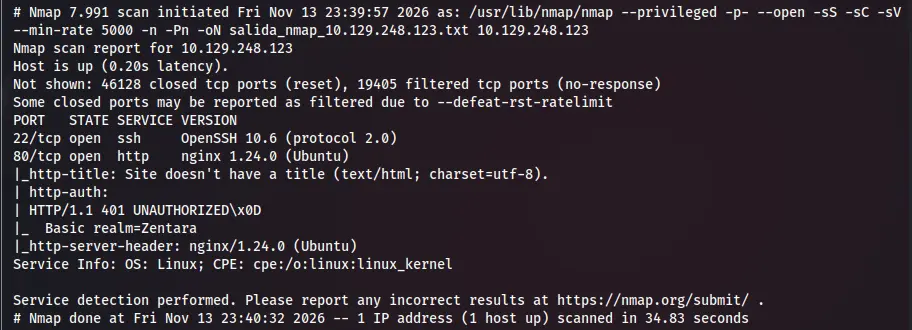 # Nmap 7.991 scan initiated Fri Nov 13 23:39:57 2026 as: /usr/lib/nmap/nmap --privileged -p- --open -sS -sC -sV
--min-rate 5000 -n -Pn -oN salida_nmap_10.129.248.123.txt 10.129.248.123
Nmap scan report for 10.129.248.123
Host is up (0.20s latency).
Not shown: 46128 closed tcp ports (reset), 19405 filtered tcp ports (no-response)
Some closed ports may be reported as filtered due to --defeat-rst-ratelimit
PORT   STATE SERVICE VERSION
22/tcp open  ssh     OpenSSH 10.6 (protocol 2.0)
80/tcp open  http    nginx 1.24.0 (Ubuntu)
|_http-title: Site doesn't have a title (text/html; charset=utf-8).
| http-auth:
| HTTP/1.1 401 UNAUTHORIZED\x0D
|_  Basic realm=Zentara
|_http-server-header: nginx/1.24.0 (Ubuntu)
Service Info: OS: Linux; CPE: cpe:/o:linux:linux_kernel

Service detection performed. Please report any incorrect results at https://nmap.org/submit/ .
# Nmap done at Fri Nov 13 23:40:32 2026 -- 1 IP address (1 host up) scanned in 34.83 seconds